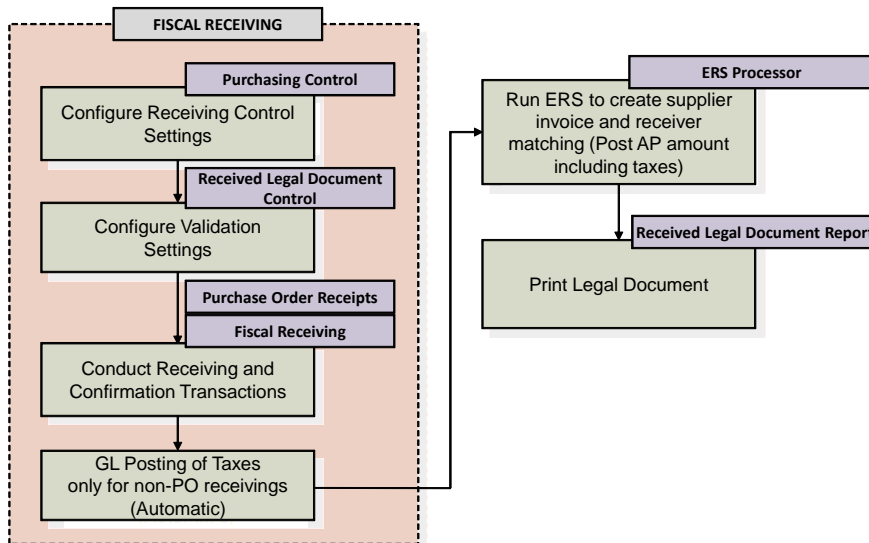 FISCAL RECEIVING
Purchasing Control
Configure Receiving Control
Settings
Received Legal Document
Control
Configure Validation
Settings
Purchase Order Receipts
Fiscal Receiving
Conduct Receiving and
Confirmation Transactions
GL Posting of Taxes
only for non-PO receivings
(Automatic)
ERS Processor
Run ERS to create supplier
invoice and receiver
matching (Post AP amount
including taxes)
Received Legal Document Report
Print Legal Document